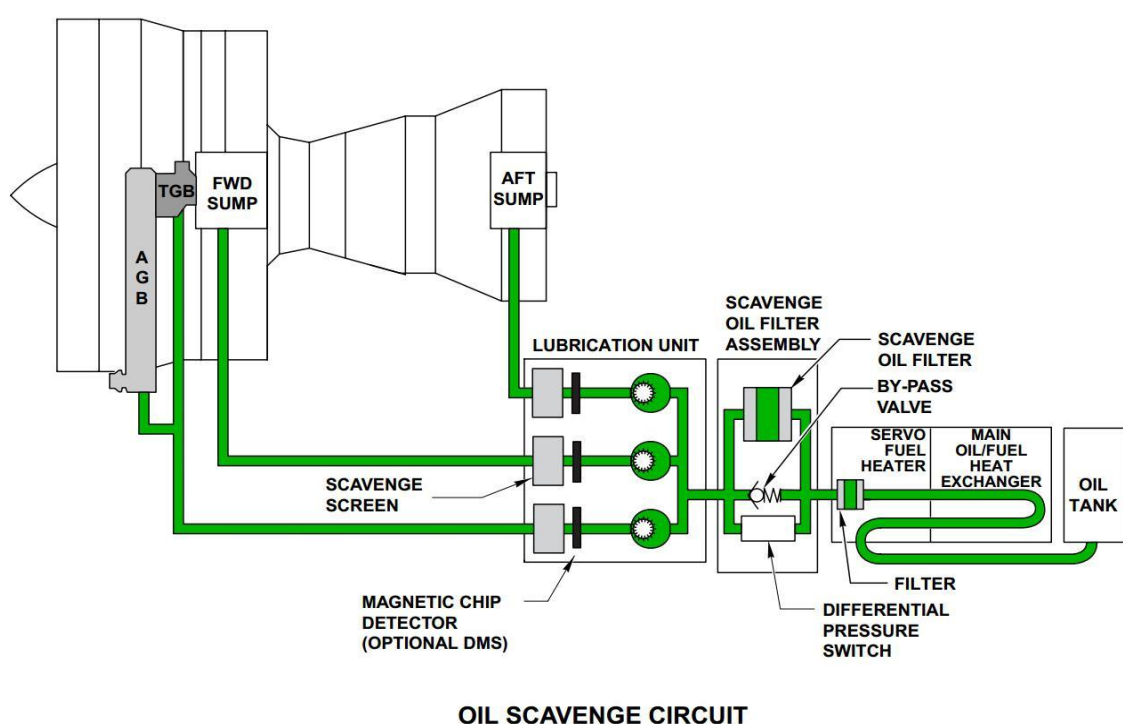 TGB
FWD
SUMP
AFT
SUMP
A
G
B
SCAVENGE
OIL FILTER
ASSEMBLY
SCAVENGE
OIL FILTER
LUBRICATION UNIT
BY-PASS
VALVE
SERVO
FUEL
HEATER
MAIN
OIL/FUEL
HEAT
EXCHANGER
OIL
TANK
SCAVENGE
SCREEN
FILTER
MAGNETIC CHIP
DETECTOR
(OPTIONAL DMS)
DIFFERENTIAL
PRESSURE
SWITCH
OIL SCAVENGE CIRCUIT